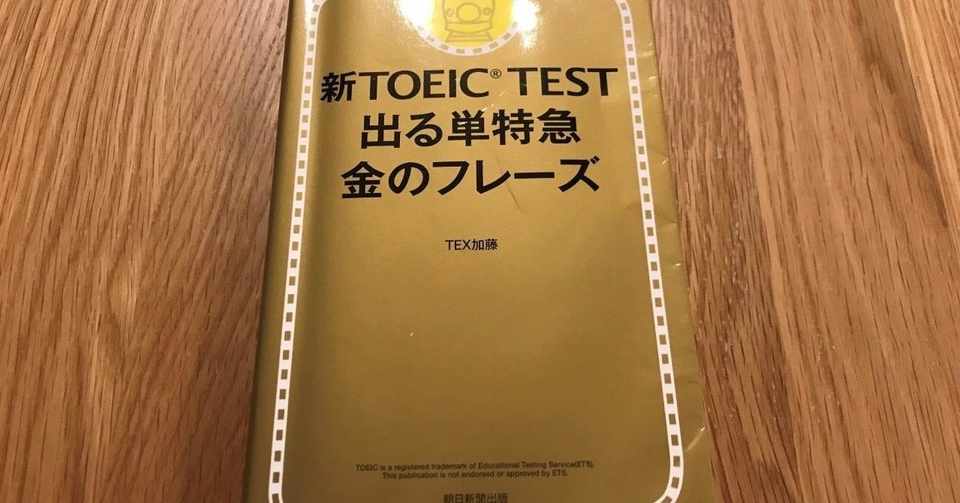 新TOEIC® TEST
出る単特急
金のフレーズ
TEX加藤
TOEIC is a registered trademark of Educational Testing Service(ETS).
This publication is not endorsed or approved by ETS.
朝日新聞出版